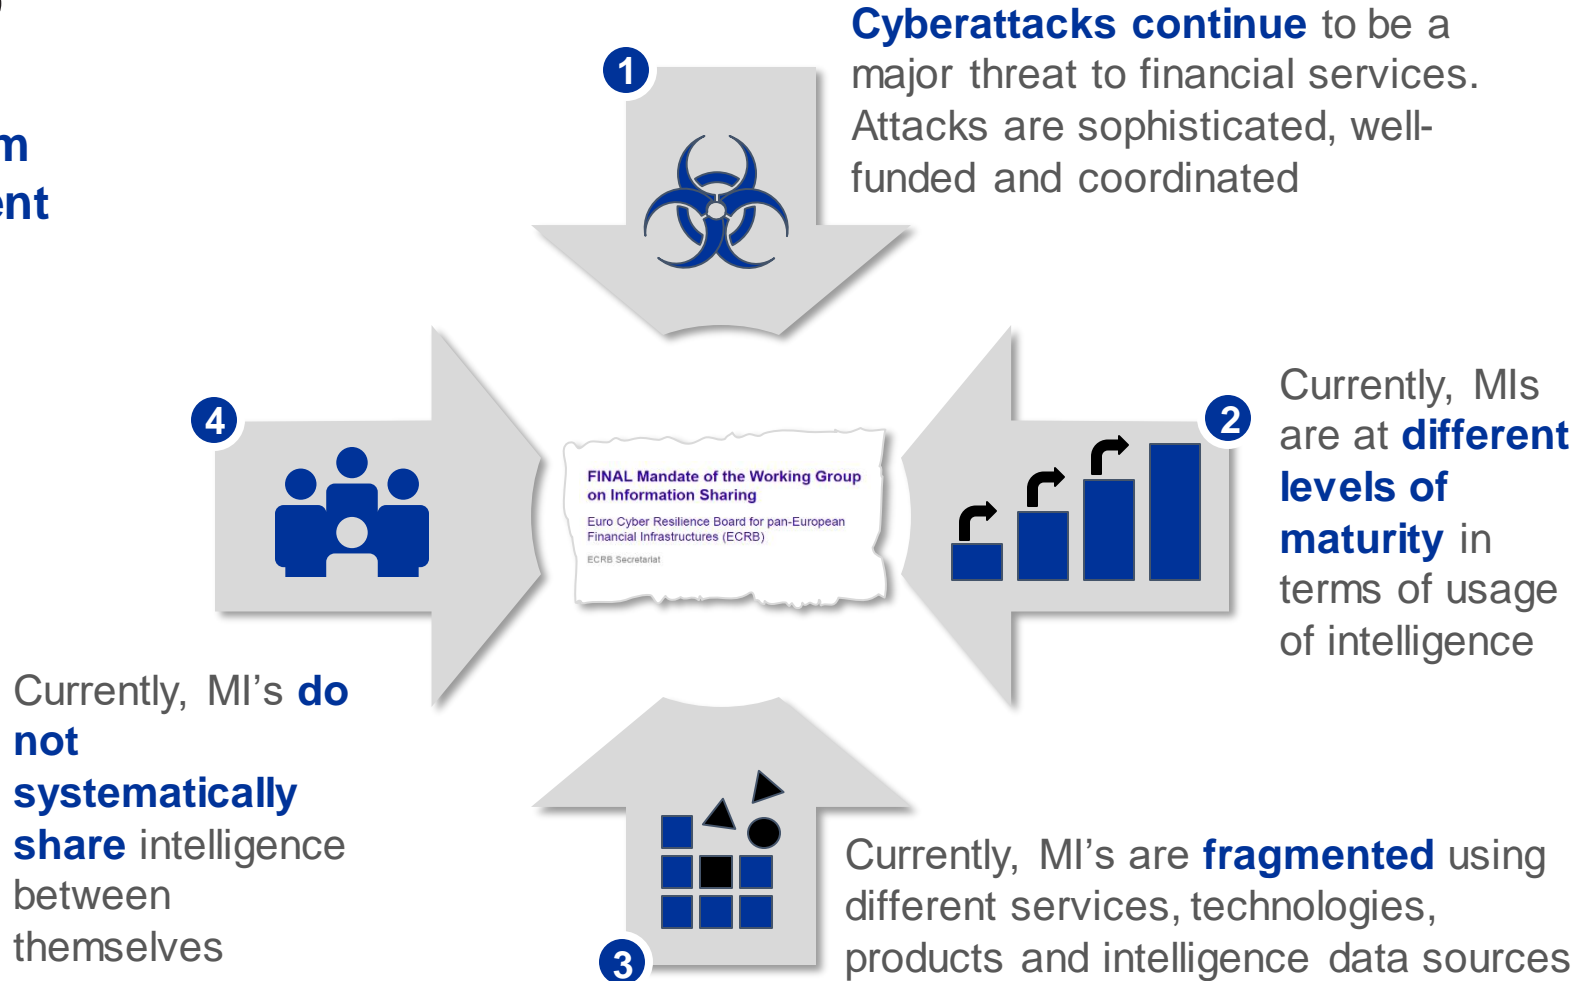 Cyberattacks continue to be a
major threat to financial services.
Attacks are sophisticated, well-
funded and coordinated
1
2
Currently, MIs
are at different
levels of
maturity in
terms of usage
of intelligence
4
FINAL Mandate of the Working Group
on Information Sharing
Euro Cyber Resilience Board for pan-European
Financial Infrastructures (ECRB)
ECRB Secretariat
Currently, MI’s do
not
systematically
share intelligence
between
themselves
3
Currently, MI’s are fragmented using
different services, technologies,
products and intelligence data sources